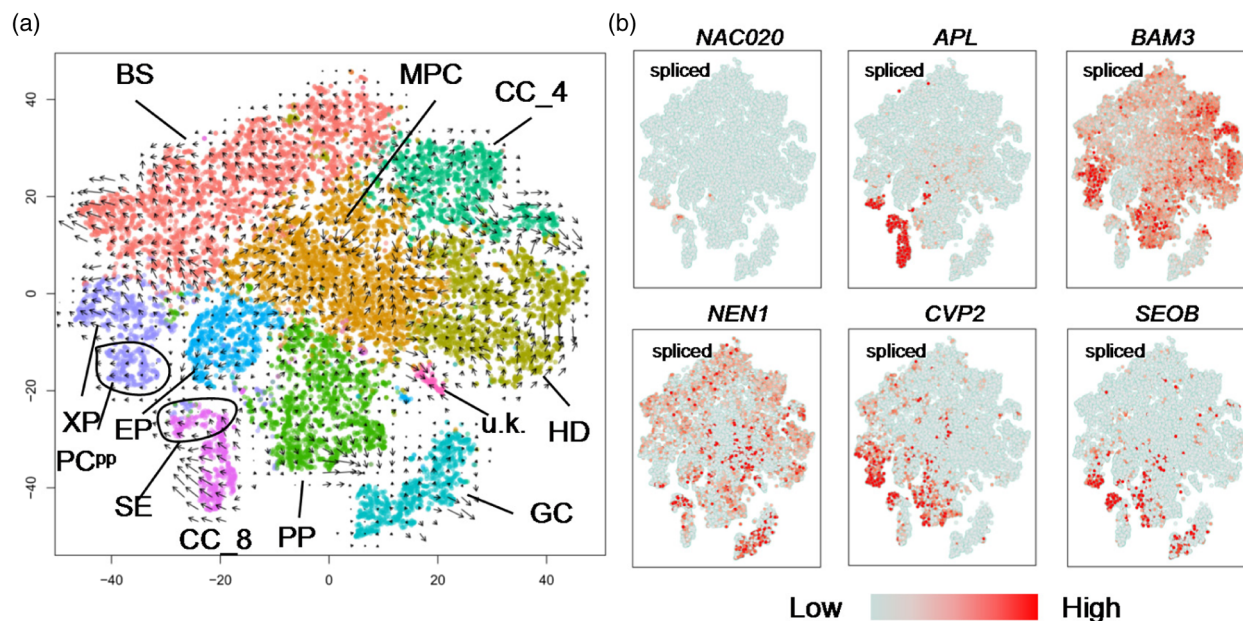 (a)
BS
MPC
CC_4
XP
EP
PCpp
SE
CC_8
PP
u.k.
HD
GC
40
20
0
−20
−40
−40
−20
0
20
40
(b)
NAC020
APL
BAM3
spliced
spliced
spliced
NEN1
CVP2
SEOB
spliced
spliced
spliced
Low
High